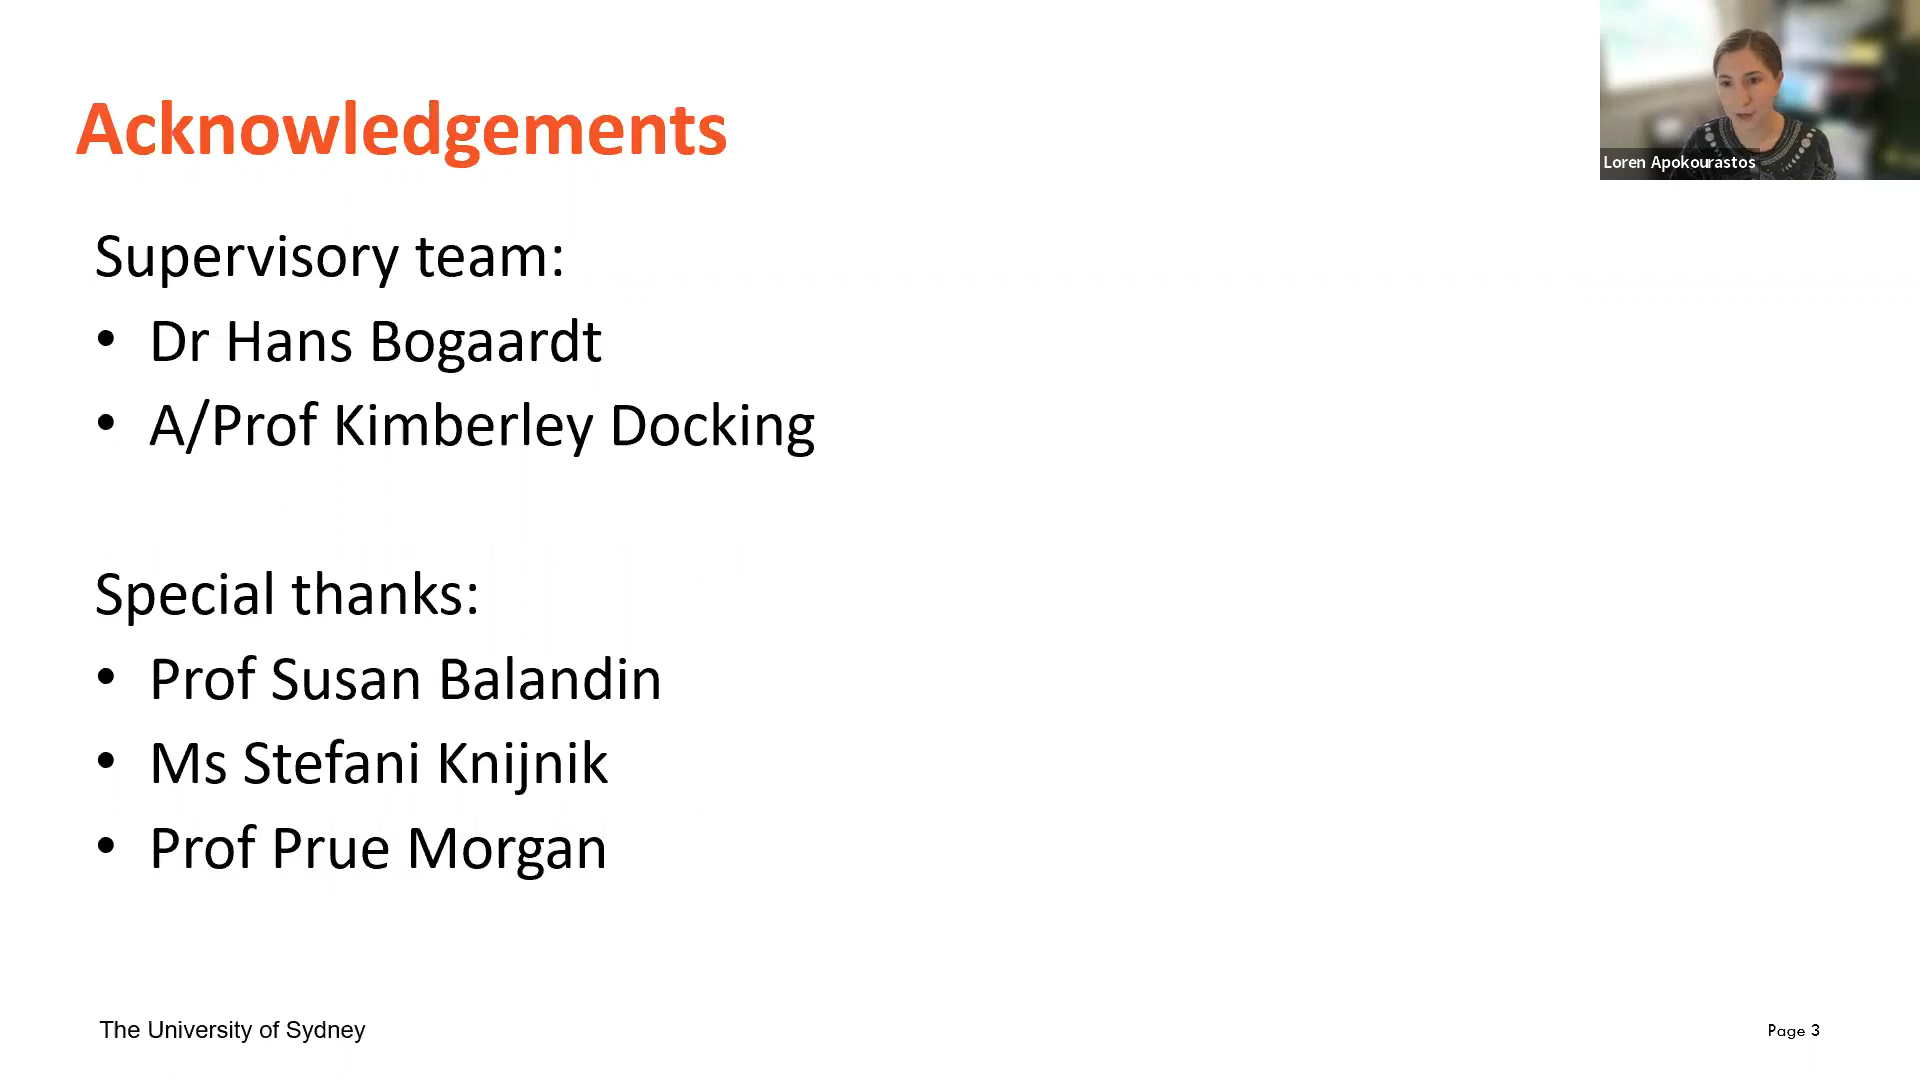 Acknowledgements
Loren Apokourastos
Supervisory team:
• Dr Hans Bogaardt
• A/Prof Kimberley Docking
Special thanks:
• Prof Susan Balandin
• Ms Stefani Knijnik
• Prof Prue Morgan
The University of Sydney
Page 3